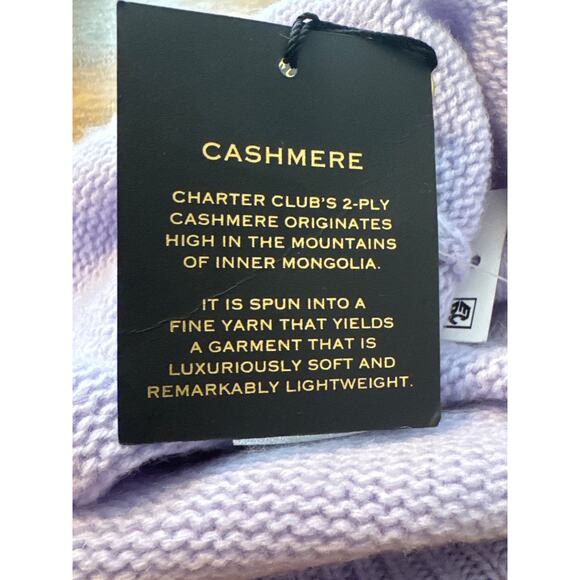 CASHMERE
CHARTER CLUB'S 2-PLY
CASHMERE ORIGINATES
HIGH IN THE MOUNTAINS
OF INNER MONGOLIA.
IT IS SPUN INTO A
FINE YARN THAT YIELDS
A GARMENT THAT IS
LUXURIOUSLY SOFT AND
REMARKABLY LIGHTWEIGHT.